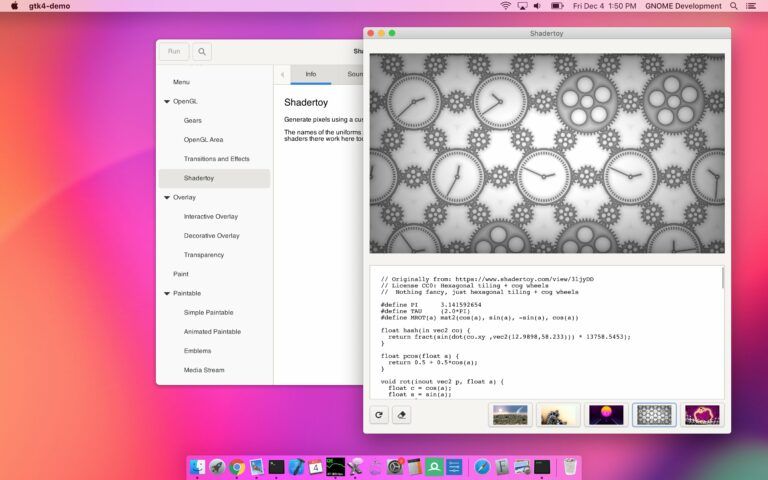 gtk4-demo
Fri Dec 4 1:50 PM GNOME Development
Run
Sha
Menu
OpenGL
Gears
OpenGL Area
Transitions and Effects
Shadertoy
Overlay
Interactive Overlay
Decorative Overlay
Transparency
Paint
Paintable
Simple Paintable
Animated Paintable
Emblems
Media Stream
Info
Sour
Shadertoy
Generate pixels using a cus
The names of the uniforms
shaders there work here too
Shadertoy
// Originally from: https://www.shadertoy.com/view/3ljyDD
// License CC0: Hexagonal tiling + cog wheels
// Nothing fancy, just hexagonal tiling + cog wheels
#define PI 3.141592654
#define TAU (2.0*PI)
#define MROT(a) mat2(cos(a), sin(a), -sin(a), cos(a))
float hash(in vec2 co) {
return fract(sin(dot(co.xy ,vec2(12.9898,58.233))) * 13758.5453);
}
float pcos(float a) {
return 0.5 + 0.5*cos(a);
}
void rot(inout vec2 p, float a) {
float c = cos(a);
float s = sin(a);
4